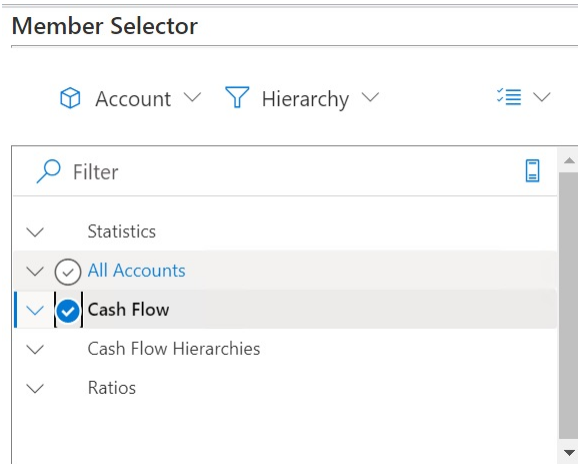 Member Selector
Account Hierarchy
Filter
Statistics
All Accounts
Cash Flow
Cash Flow Hierarchies
Ratios